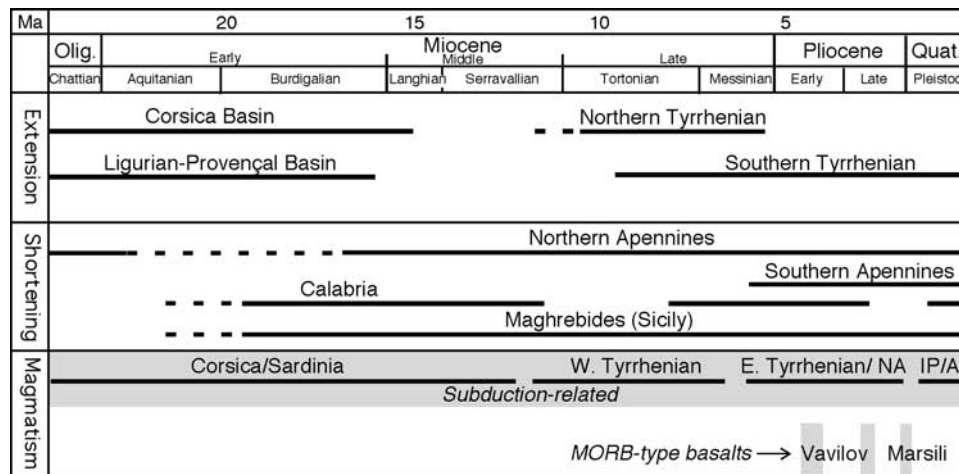 Ma 20 15 10 5
Olig. Miocene Pliocene Quat.
Early Middle Late
Chattian Aquitanian Burdigalian Langhian Serravallian Tortonian Messinian Early Late Pleistoc
Extension
Corsica Basin Northern Tyrrhenian
Ligurian-Provençal Basin Southern Tyrrhenian
Shortening
Northern Apennines
Southern Apennines
Calabria
Maghrebides (Sicily)
Magmatism
Corsica/Sardinia W. Tyrrhenian E. Tyrrhenian/ NA IP/A
Subduction-related
MORB-type basalts → Vavilov Marsili